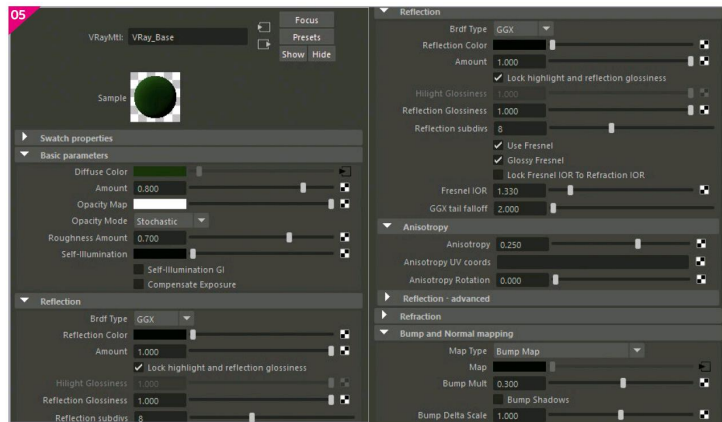 05
VRayMtl: VRay_Base
Focus
Presets
Show Hide
Sample
Swatch properties
Basic parameters
Diffuse Color
Amount 0.800
Opacity Map
Opacity Mode Stochastic
Roughness Amount 0.700
Self-Illumination
Self-Illumination GI
Compensate Exposure
Reflection
Brdf Type GGX
Reflection Color
Amount 1.000
Lock highlight and reflection glossiness
Hilight Glossiness 1.000
Reflection Glossiness 1.000
Reflection subdivs 8
Reflection
Brdf Type GGX
Reflection Color
Amount 1.000
Lock highlight and reflection glossiness
Hilight Glossiness 1.000
Reflection Glossiness 1.000
Reflection subdivs 8
Use Fresnel
Glossy Fresnel
Lock Fresnel IOR To Refraction IOR
Fresnel IOR 1.330
GGX tail falloff 2.000
Anisotropy
Anisotropy 0.250
Anisotropy UV coords
Anisotropy Rotation 0.000
Reflection - advanced
Refraction
Bump and Normal mapping
Map Type Bump Map
Map
Bump Mult 0.300
Bump Shadows
Bump Delta Scale 1.000